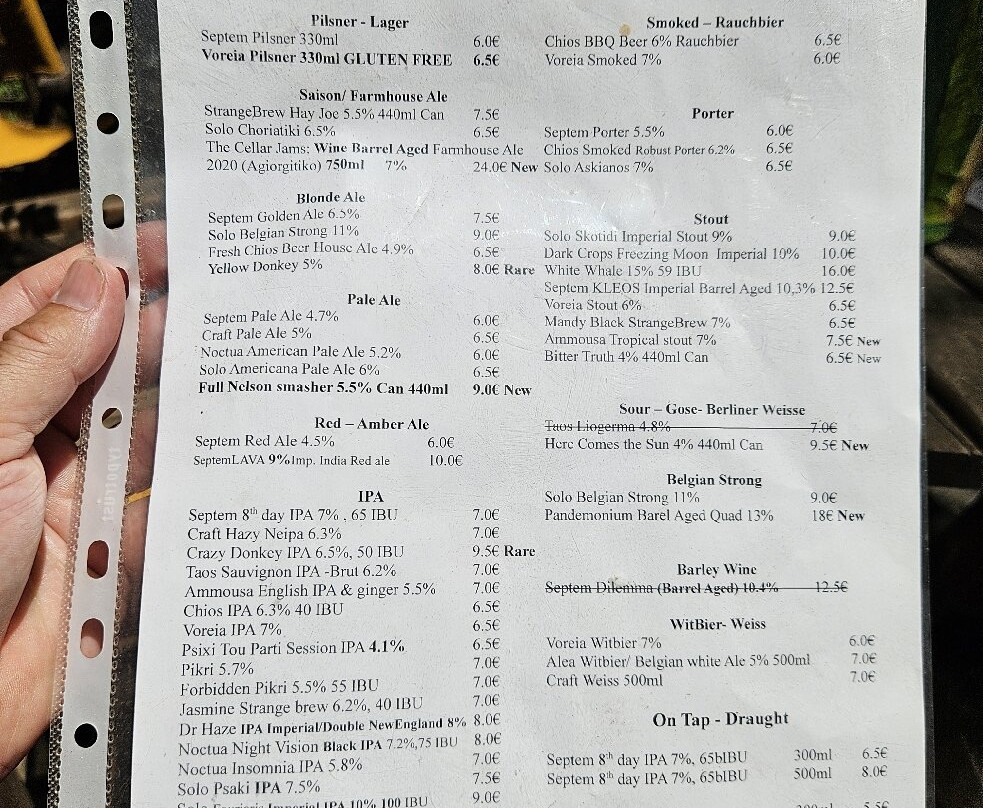 Pilsner - Lager
Septem Pilsner 330ml 6.0€
Voreia Pilsner 330ml GLUTEN FREE 6.5€
Saison/ Farmhouse Ale
StrangeBrew Hay Joe 5.5% 440ml Can 7.5€
Solo Choriatiki 6.5% 6.5€
The Cellar Jams: Wine Barrel Aged Farmhouse Ale
2020 (Agiorgitiko) 750ml 7% 24.0€ New
Blonde Ale
Septem Golden Ale 6.5% 7.5€
Solo Belgian Strong 11% 9.0€
Fresh Chios Beer House Ale 4.9% 6.5€
Yellow Donkey 5% 8.0€ Rare
Pale Ale
Septem Pale Ale 4.7% 6.0€
Craft Pale Ale 5% 6.5€
Noctua American Pale Ale 5.2% 6.0€
Solo Americana Pale Ale 6% 6.5€
Full Nelson smasher 5.5% Can 440ml 9.0€ New
Red – Amber Ale
Septem Red Ale 4.5% 6.0€
SeptemLAVA 9%Imp. India Red ale 10.0€
IPA
Septem 8th day IPA 7% , 65 IBU 7.0€
Craft Hazy Neipa 6.3% 7.0€
Crazy Donkey IPA 6.5%, 50 IBU 9.5€ Rare
Taos Sauvignon IPA -Brut 6.2% 7.0€
Ammousa English IPA & ginger 5.5% 7.0€
Chios IPA 6.3% 40 IBU 6.5€
Voreia IPA 7% 6.5€
Psixi Tou Parti Session IPA 4.1% 6.5€
Pikri 5.7% 7.0€
Forbidden Pikri 5.5% 55 IBU 7.0€
Jasmine Strange brew 6.2%, 40 IBU 7.0€
Dr Haze IPA Imperial/Double NewEngland 8% 8.0€
Noctua Night Vision Black IPA 7.2%,75 IBU 8.0€
Noctua Insomnia IPA 5.8% 7.0€
Solo Psaki IPA 7.5% 7.5€
Imperial IPA 10% 100 IBU 9.0€
Smoked – Rauchbier
Chios BBQ Beer 6% Rauchbier 6.5€
Voreia Smoked 7% 6.0€
Porter
Septem Porter 5.5% 6.0€
Chios Smoked Robust Porter 6.2% 6.5€
Solo Askianos 7% 6.5€
Stout
Solo Skotidi Imperial Stout 9% 9.0€
Dark Crops Freezing Moon Imperial 10% 10.0€
White Whale 15% 59 IBU 16.0€
Septem KLEOS Imperial Barrel Aged 10,3% 12.5€
Voreia Stout 6% 6.5€
Mandy Black StrangeBrew 7% 6.5€
Ammousa Tropical stout 7% 7.5€ New
Bitter Truth 4% 440ml Can 6.5€ New
Sour – Gose- Berliner Weisse
Taos Liogerma 4.8% 7.0€
Here Comes the Sun 4% 440ml Can 9.5€ New
Belgian Strong
Solo Belgian Strong 11% 9.0€
Pandemonium Barel Aged Quad 13% 18€ New
Barley Wine
Septem Dilemma (Barrel Aged) 10.4% 12.5€
WitBier- Weiss
Voreia Witbier 7% 6.0€
Alea Witbier/ Belgian white Ale 5% 500ml 7.0€
Craft Weiss 500ml 7.0€
On Tap - Draught
Septem 8th day IPA 7%, 65bIBU 300ml 6.5€
Septem 8th day IPA 7%, 65bIBU 500ml 8.0€